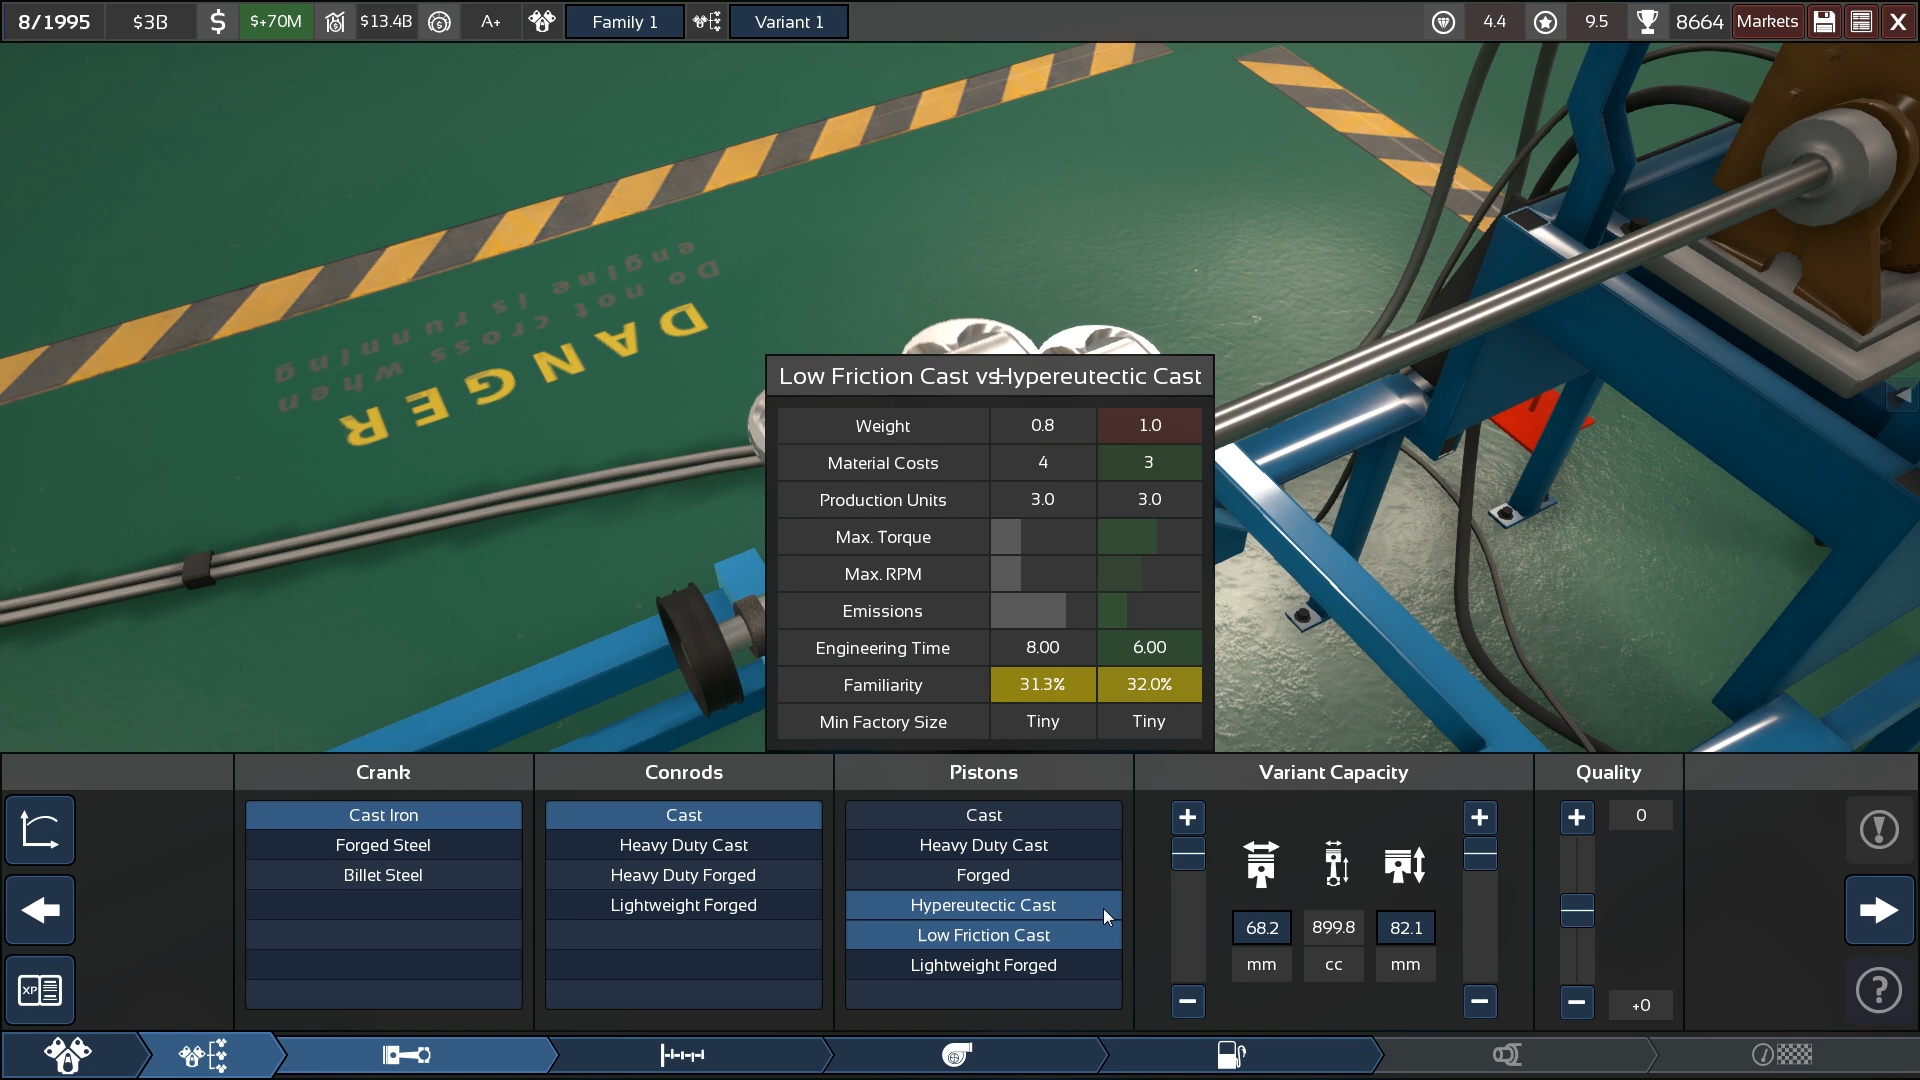 8/1995
$3B
$+70M
$13.4B
A+
Family 1
Variant 1
4.4
9.5
8664
Markets
DANGER
Do not cross when
engine is running
Low Friction Cast vs.Hypereutectic Cast
Weight 0.8 1.0
Material Costs 4 3
Production Units 3.0 3.0
Max. Torque
Max. RPM
Emissions
Engineering Time 8.00 6.00
Familiarity 31.3% 32.0%
Min Factory Size Tiny Tiny
Crank
Cast Iron
Forged Steel
Billet Steel
Conrods
Cast
Heavy Duty Cast
Heavy Duty Forged
Lightweight Forged
Pistons
Cast
Heavy Duty Cast
Forged
Hypereutectic Cast
Low Friction Cast
Lightweight Forged
Variant Capacity
68.2 899.8 82.1
mm cc mm
Quality
0
+0
XP